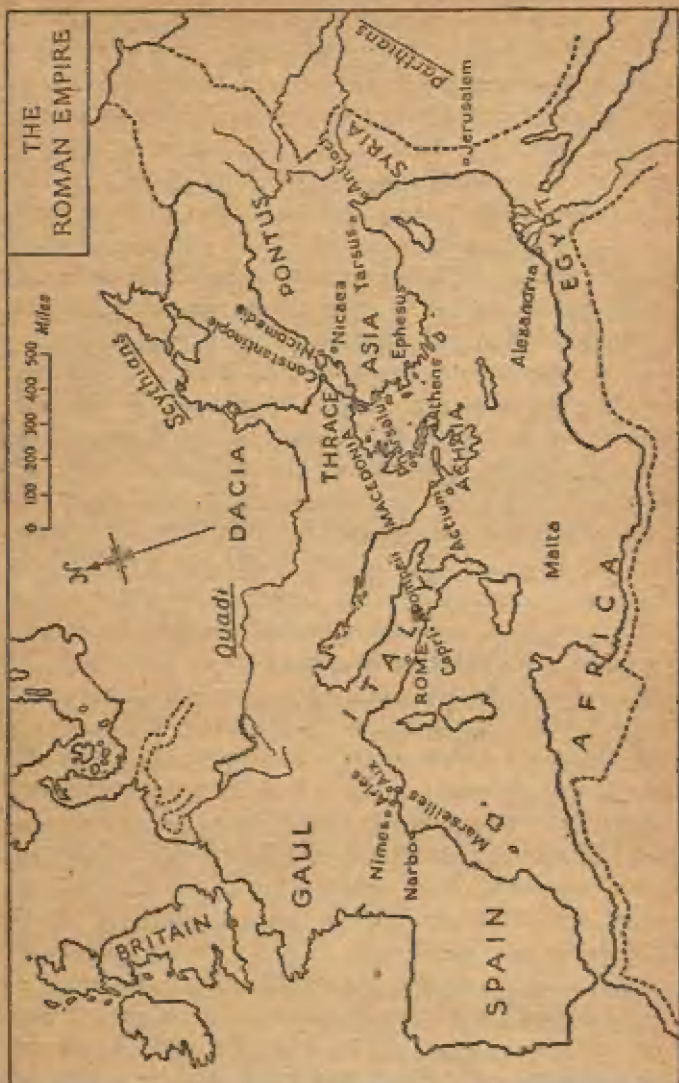 THE
ROMAN EMPIRE
0 100 200 300 400 500 Miles
N
BRITAIN
GAUL
SPAIN
Nîmes
Arles
Aix
Narbo
Marseilles
Quadi
DACIA
Scythians
ITALY
ROME
Capri
Pompeii
Malta
AFRICA
THRACE
MACEDONIA
Constantinople
Nicomedia
Nicaea
PONTUS
ASIA
Ephesus
Athens
ACHAIA
Actium
Tarsus
Antioch
SYRIA
Parthians
Jerusalem
Alexandria
EGYPT